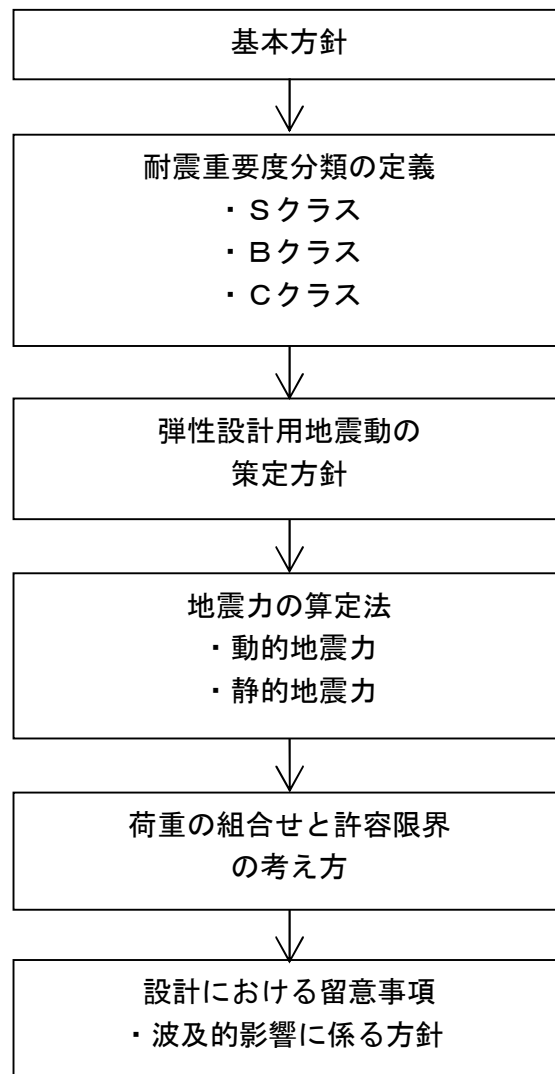 基本方針
耐震重要度分類の定義
・Ｓクラス
・Ｂクラス
・Ｃクラス
弾性設計用地震動の
策定方針
地震力の算定法
・動的地震力
・静的地震力
荷重の組合せと許容限界
の考え方
設計における留意事項
・波及的影響に係る方針